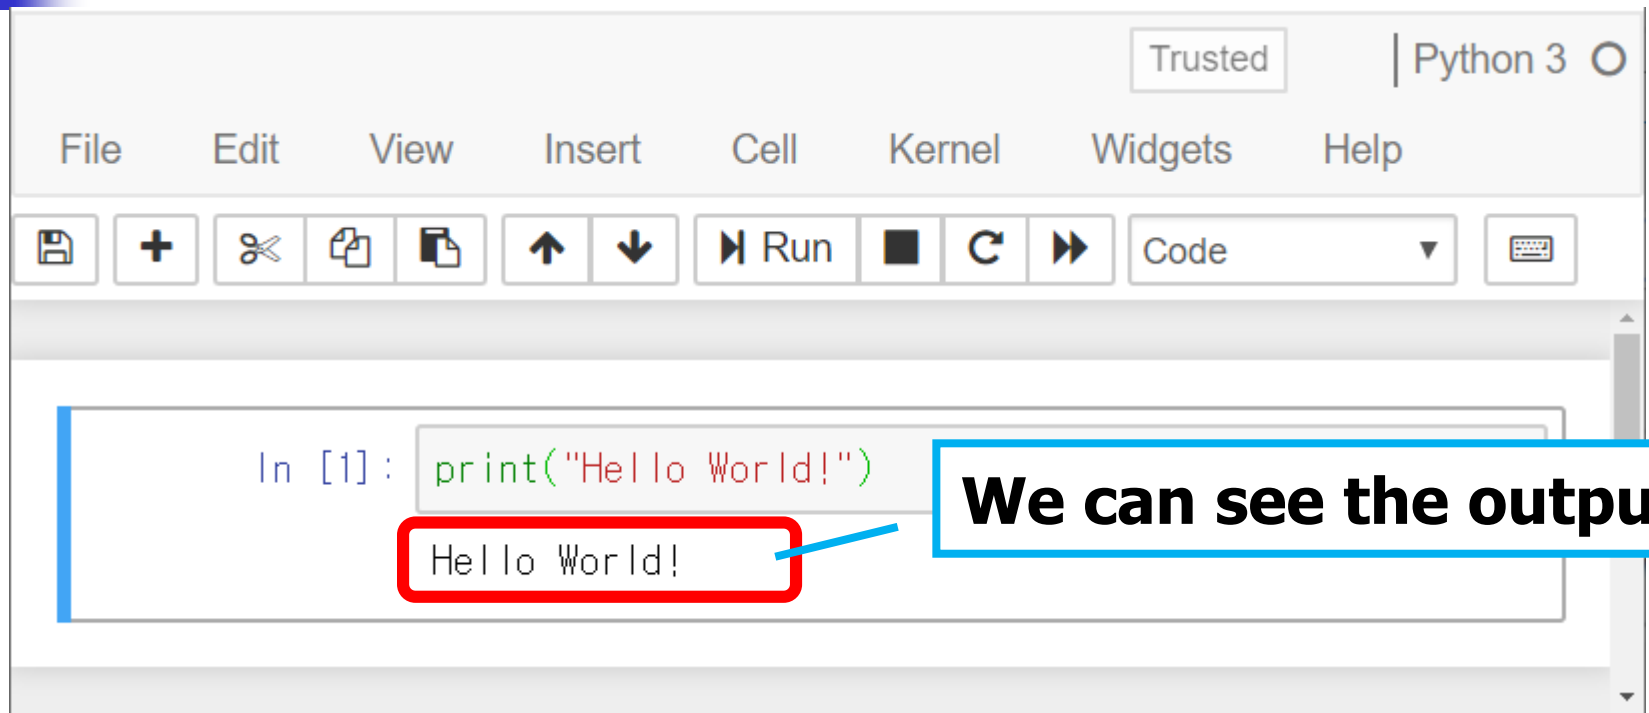 Trusted
Python 3
File Edit View Insert Cell Kernel Widgets Help
Run
Code
In [1]: print("Hello World!")
We can see the outpu
Hello World!